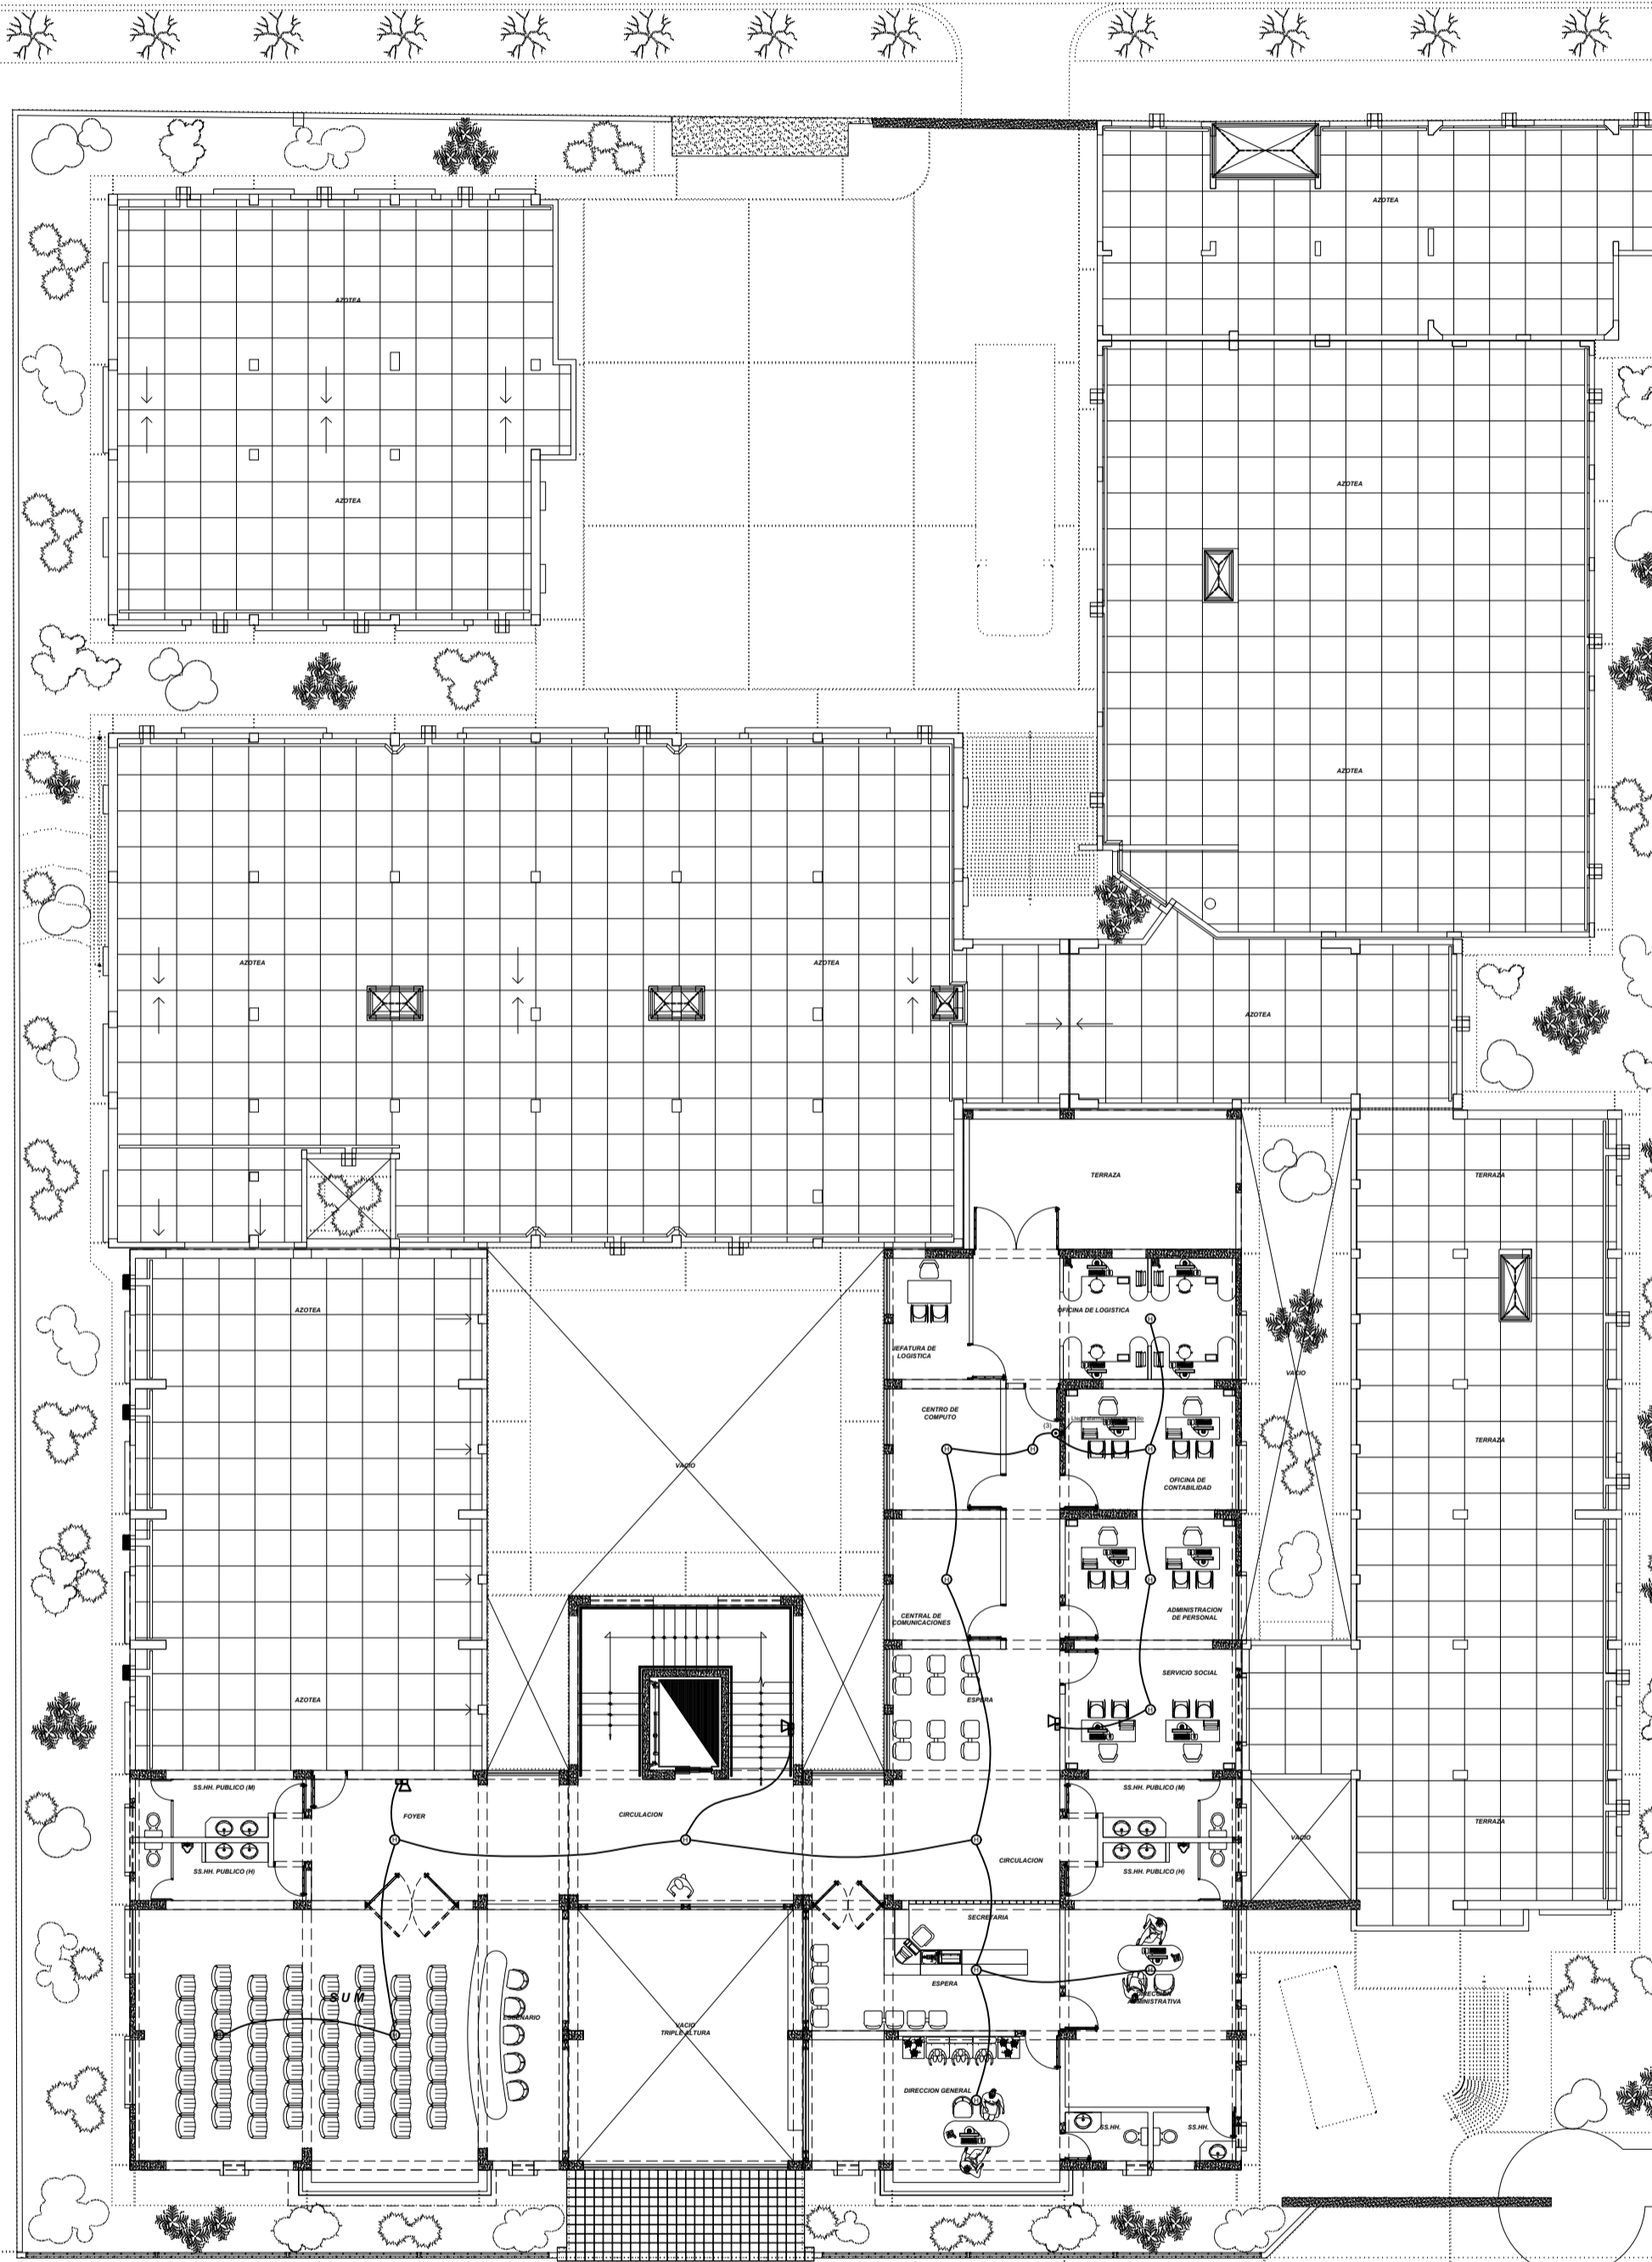 AZOTEA
AZOTEA
AZOTEA
AZOTEA
AZOTEA
AZOTEA
AZOTEA
AZOTEA
TERRAZA
TERRAZA
AZOTEA
OFICINA DE LOGISTICA
JEFATURA DE
LOGISTICA
VACIO
CENTRO DE
COMPUTO
(3)
TERRAZA
VACIO
OFICINA DE
CONTABILIDAD
CENTRAL DE
COMUNICACIONES
ADMINISTRACION
DE PERSONAL
SERVICIO SOCIAL
AZOTEA
ESPERA
SS.HH. PUBLICO (M)
FOYER
CIRCULACION
SS.HH. PUBLICO (M)
TERRAZA
H
H
H
VACIO
CIRCULACION
SS.HH. PUBLICO (H)
SS.HH. PUBLICO (H)
SECRETARIA
ESPERA
DIRECCION
ADMINISTRATIVA
S U M
ESCENARIO
VACIO
TRIPLE ALTURA
DIRECCION GENERAL
SS.HH.
SS.HH.